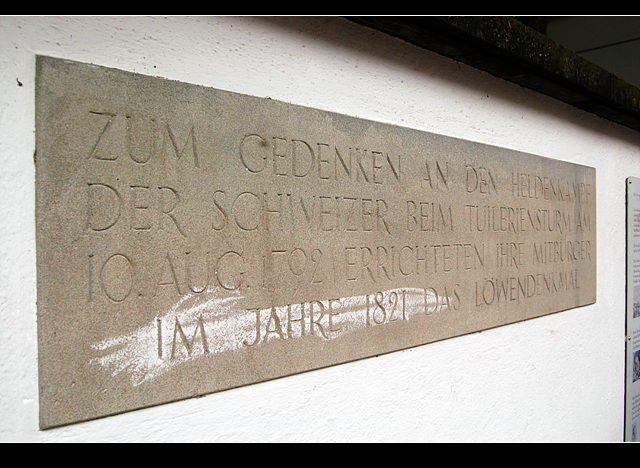 ZUM GEDENKEN AN DEN HELDENKAMPF
DER SCHWEIZER BEIM TUILERIENSTURM AM
10. AUG. 1792 ERRICHTETEN IHRE MITBÜRGER
IM JAHRE 1821 DAS LÖWENDENKMAL